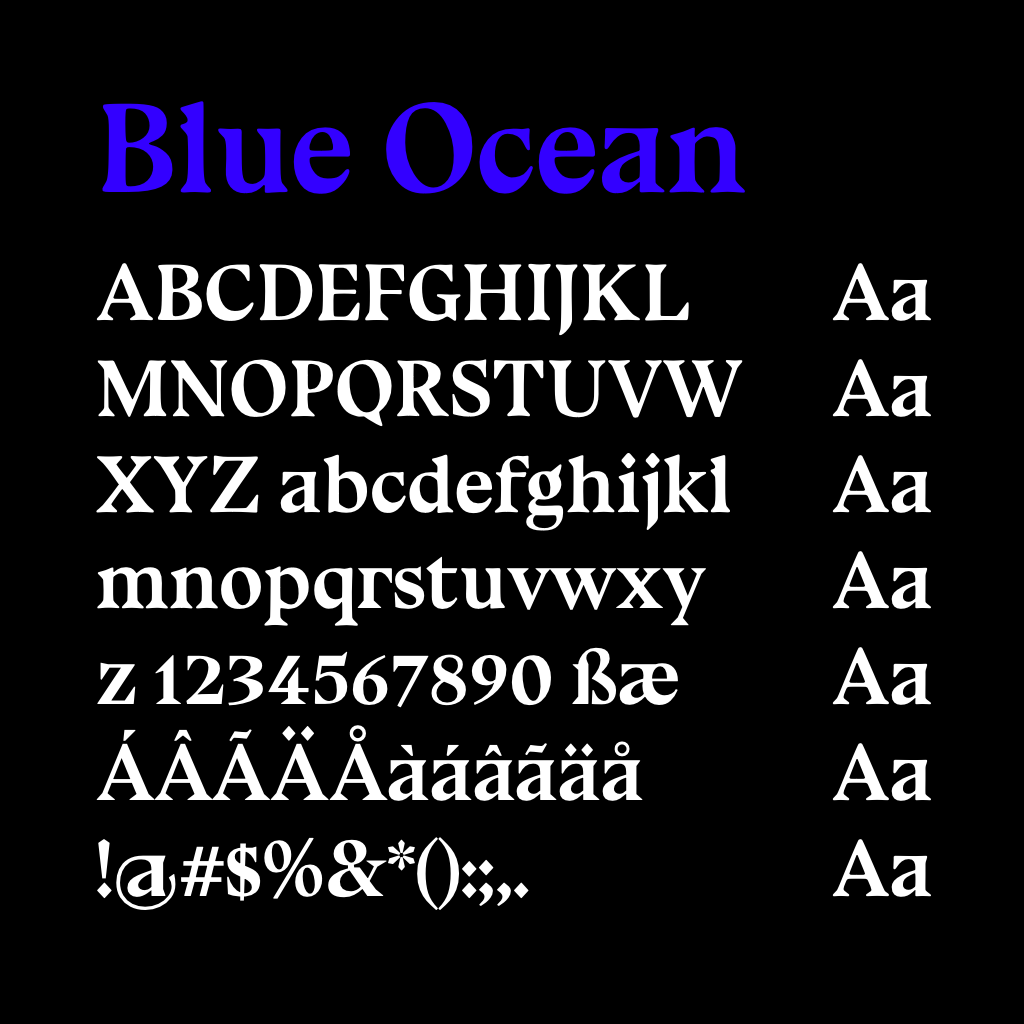 Blue Ocean
ABCDEFGHIJKL Aa
MNOPQRSTUVW Aa
XYZ abcdefghijkl Aa
mnopqrstuvwxy Aa
z 1234567890 ßæ Aa
ÁÂÃÄÅàáâãäå Aa
!@#$%&*():;,. Aa